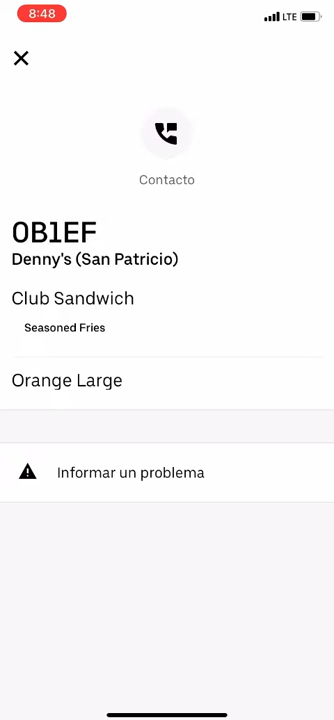 8:48
LTE
Contacto
0B1EF
Denny's (San Patricio)
Club Sandwich
Seasoned Fries
Orange Large
Informar un problema